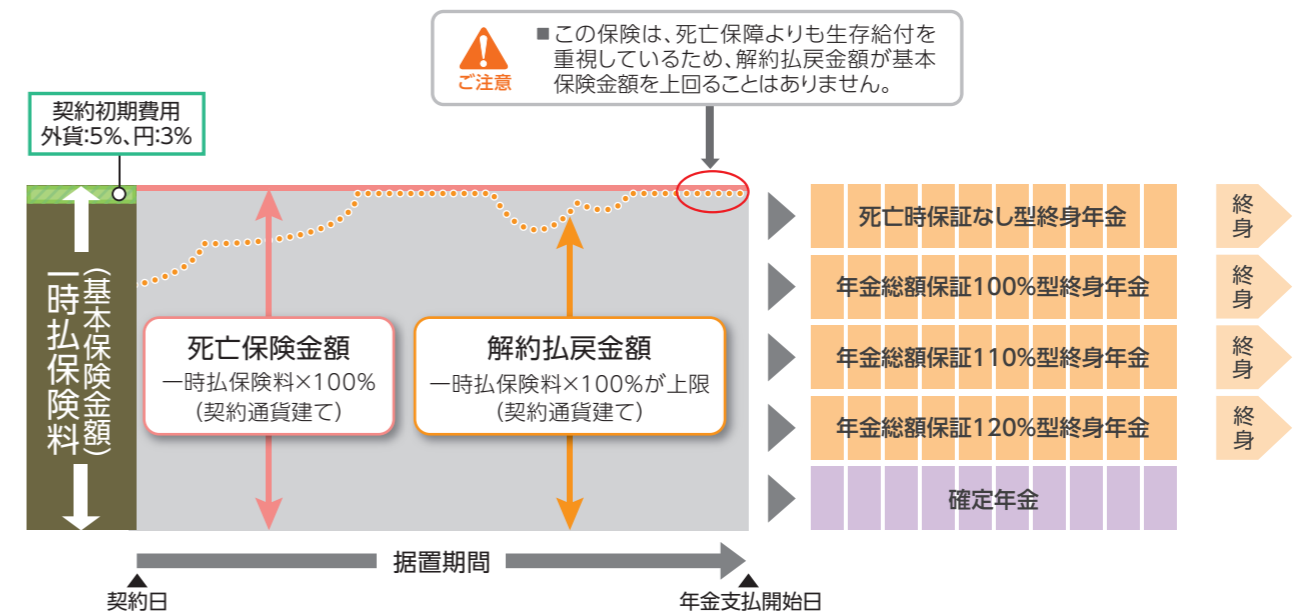 ■この保険は、死亡保障よりも生存給付を
重視しているため、解約払戻金額が基本
保険金額を上回ることはありません。
ご注意
契約初期費用
外貨:5%、円:3%
一時払保険料
(基本保険金額)
死亡保険金額
一時払保険料×100%
(契約通貨建て)
解約払戻金額
一時払保険料×100%が上限
(契約通貨建て)
死亡時保証なし型終身年金
終身
年金総額保証100%型終身年金
終身
年金総額保証110%型終身年金
終身
年金総額保証120%型終身年金
終身
確定年金
据置期間
契約日
年金支払開始日